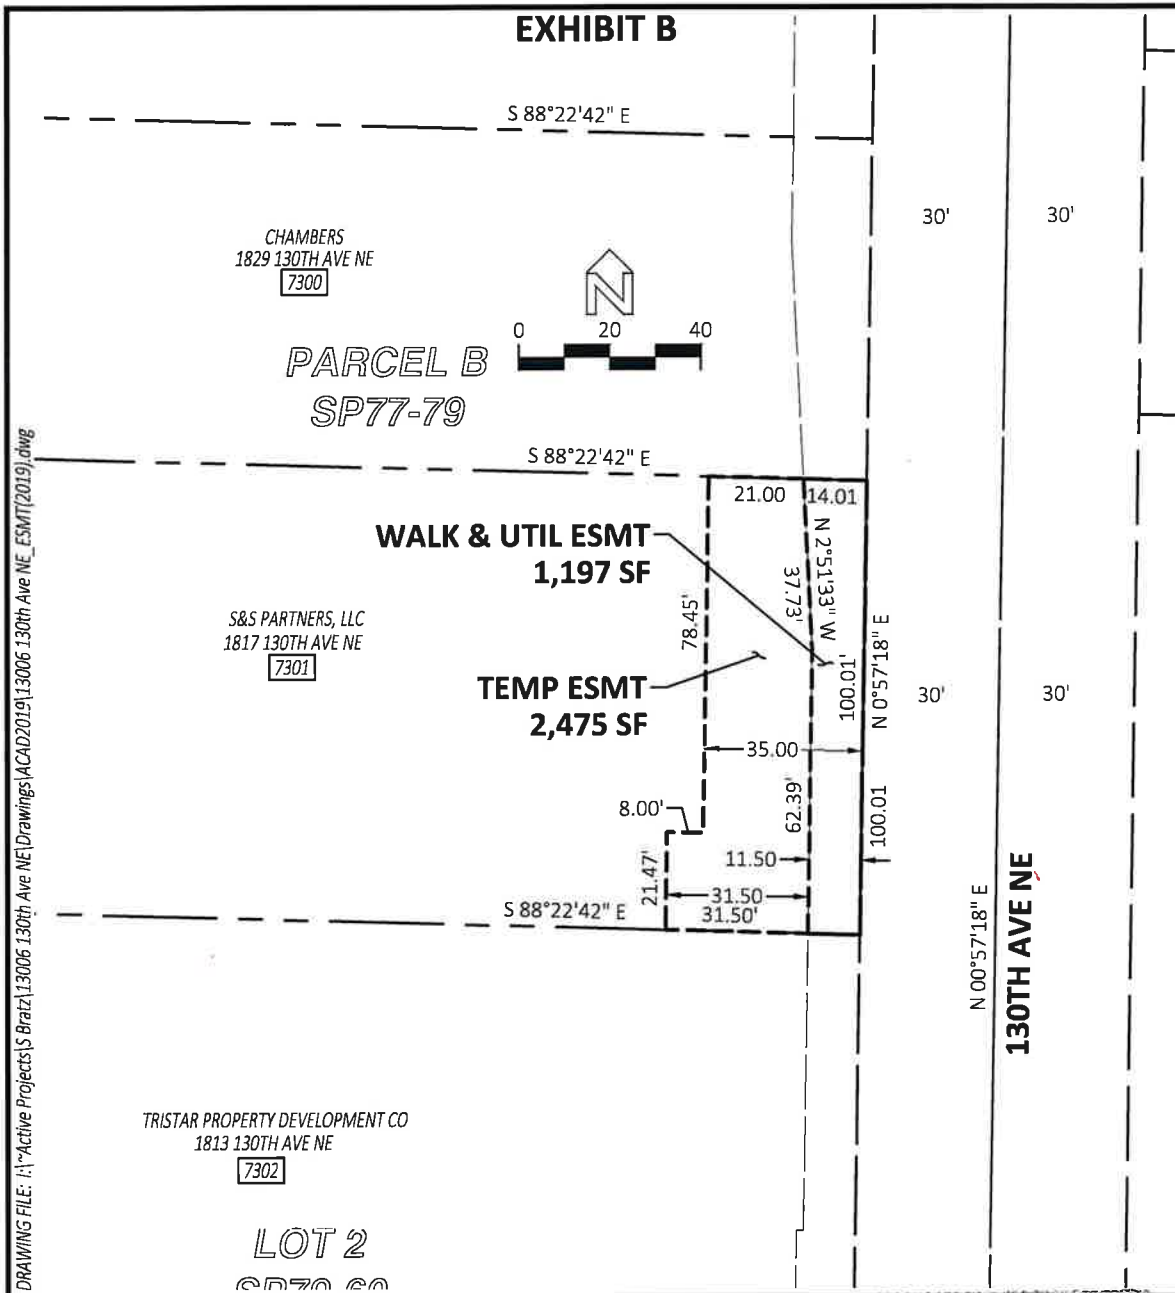 EXHIBIT B
S 88°22'42" E
30'
30'
CHAMBERS
1829 130TH AVE NE
7300
N
0 20 40
PARCEL B
SP77-79
S 88°22'42" E
21.00
14.01
WALK & UTIL ESMT
1,197 SF
N 2°51'33" W
37.73'
78.45'
S&S PARTNERS, LLC
1817 130TH AVE NE
7301
TEMP ESMT
2,475 SF
100.01'
N 0°57'18" E
30'
30'
35.00
62.39'
8.00'
100.01
11.50
21.47'
31.50
31.50'
S 88°22'42" E
N 00°57'18" E
130TH AVE NE
TRISTAR PROPERTY DEVELOPMENT CO
1813 130TH AVE NE
7302
LOT 2
DRAWING FILE: I:\~Active Projects\S Bratz\13006 130th Ave NE\Drawings\ACAD2019\13006 130th Ave NE_ESMT(2019).dwg